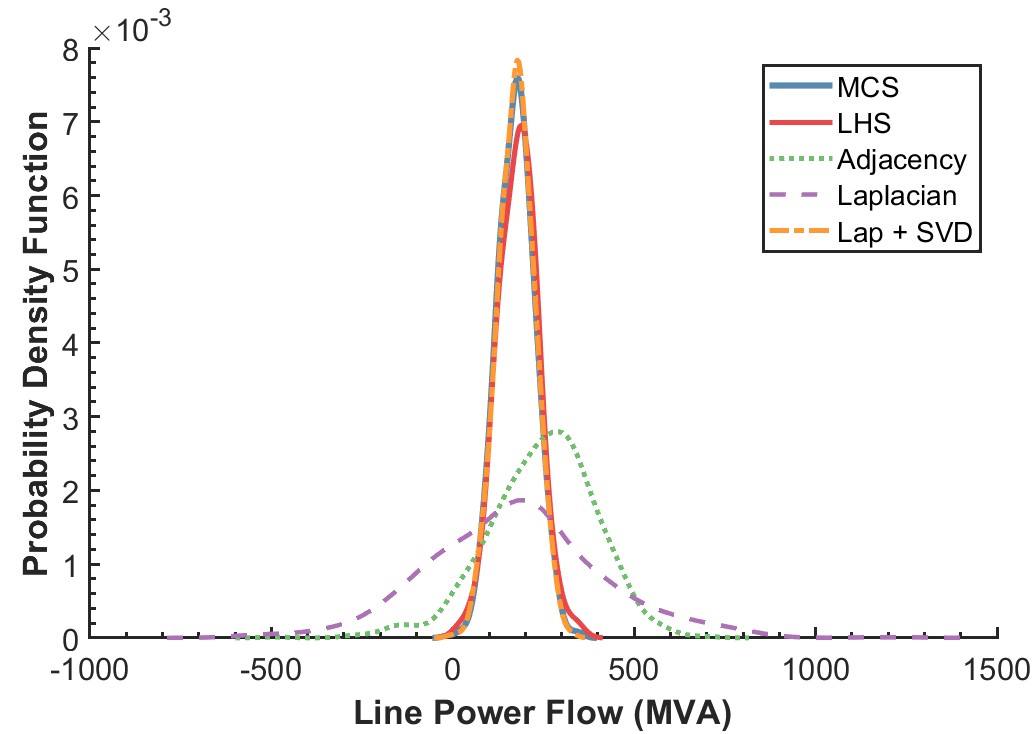 ×10⁻³
8
7
6
5
4
3
2
1
0
Probability Density Function
-1000 -500 0 500 1000 1500
Line Power Flow (MVA)
MCS
LHS
Adjacency
Laplacian
Lap + SVD